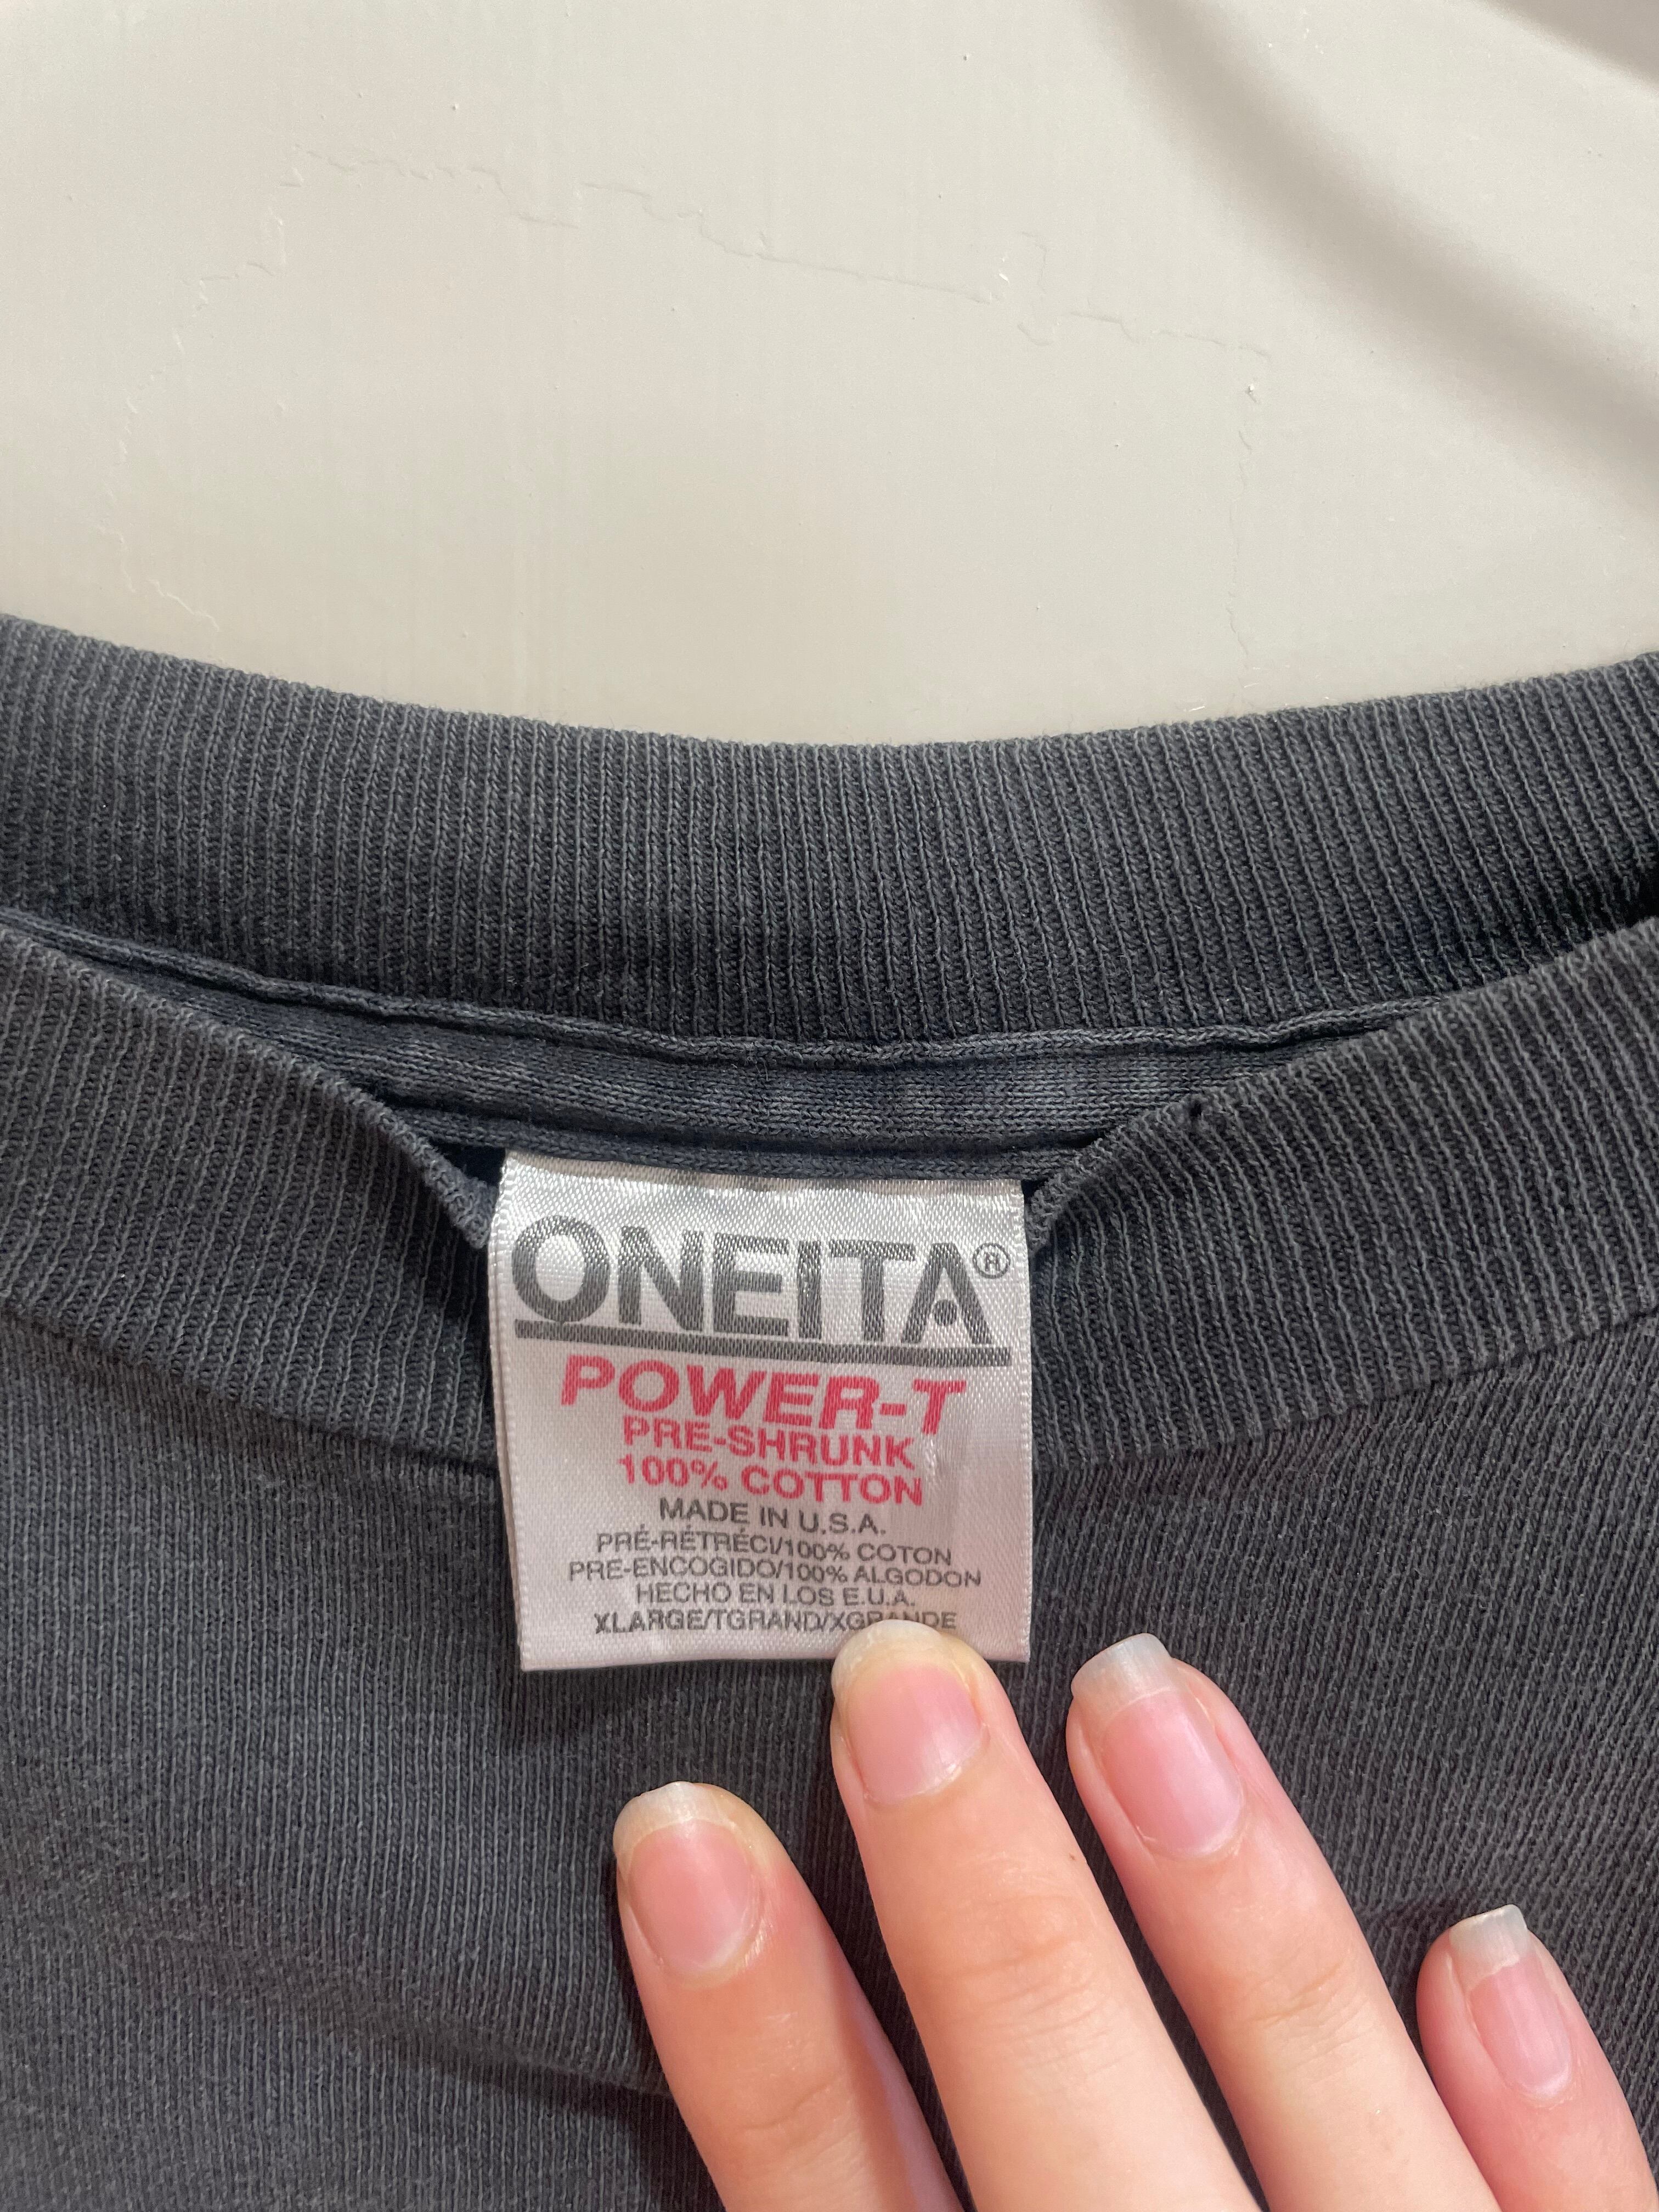 ONEITA®
POWER-T
PRE-SHRUNK
100% COTTON
MADE IN U.S.A.
PRÉ-RÉTRÉCI/100% COTON
PRE-ENCOGIDO/100% ALGODON
HECHO EN LOS E.U.A.
XLARGE/TGRAND/XGRANDE